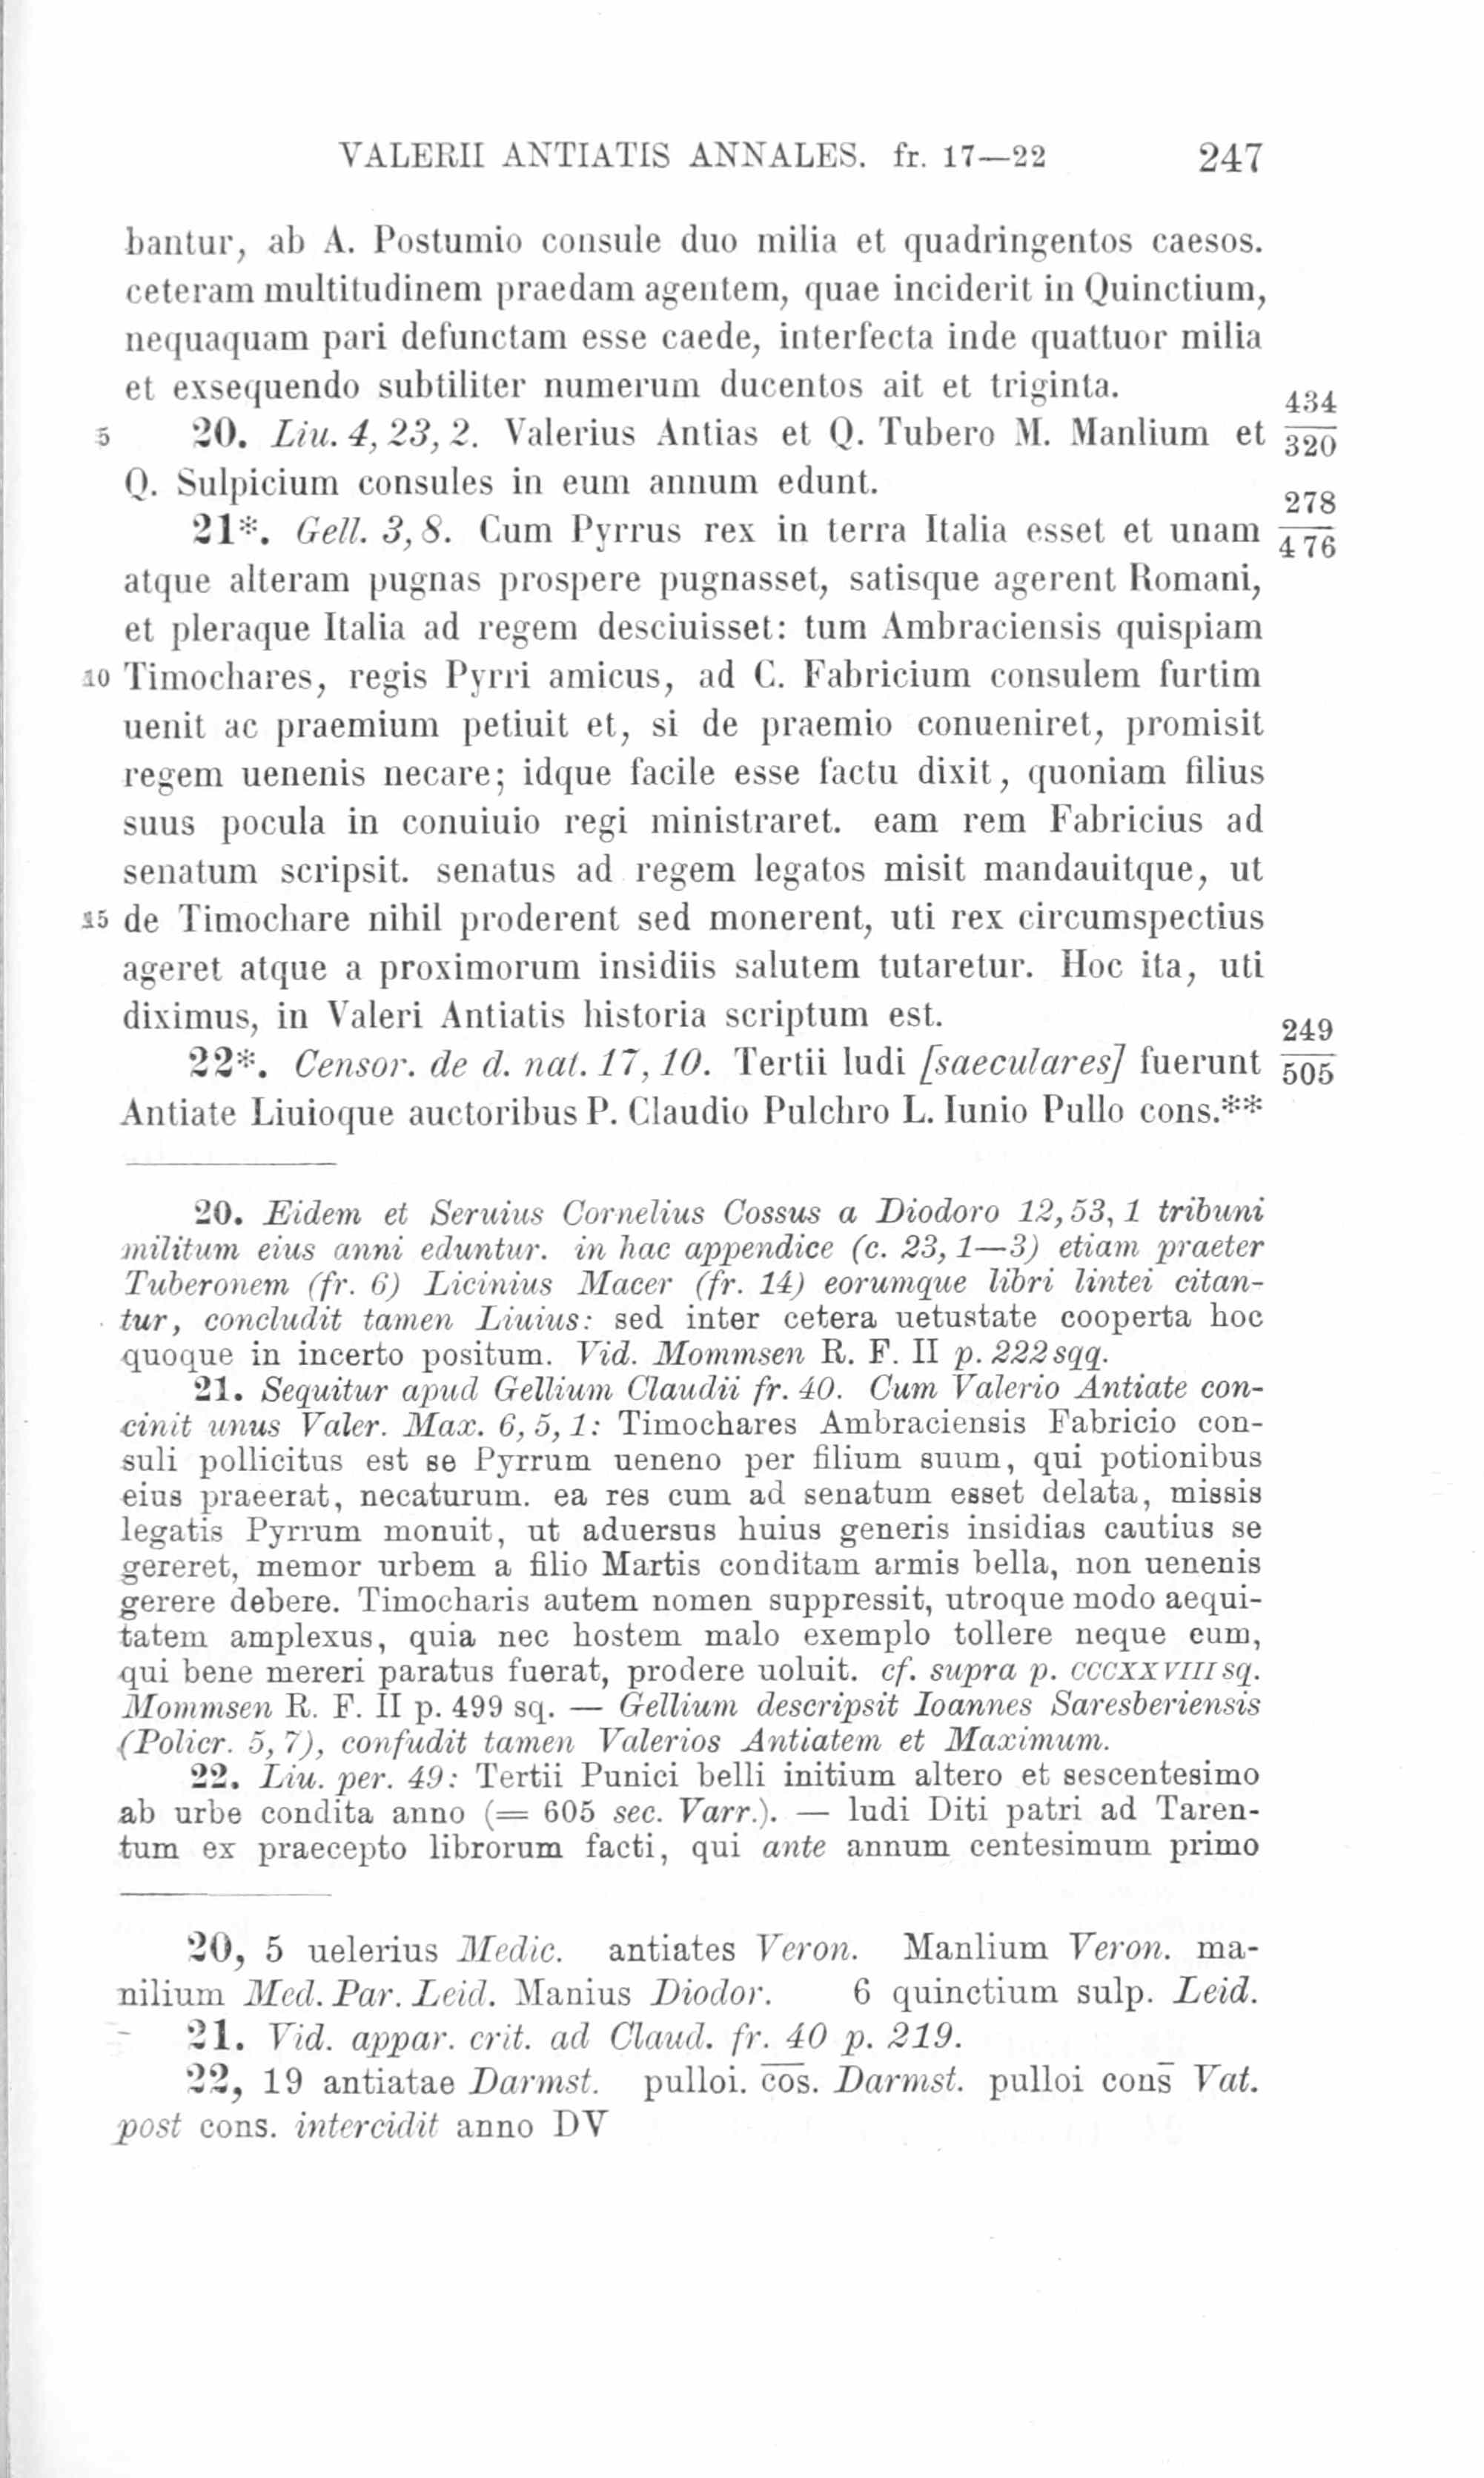 VALERII ANTIATIS ANNALES. fr. 17—22 247
bantur, ab A. Postumio consule duo milia et quadringentos caesos.
ceteram multitudinem praedam agentem, quae inciderit in Quinctium,
nequaquam pari defunctam esse caede, interfecta inde quattuor milia
et exsequendo subtiliter numerum ducentos ait et triginta.
434
5 20. Liu. 4, 23, 2. Valerius Antias et Q. Tubero M. Manlium et
320
Q. Sulpicium consules in eum annum edunt.
278
21*. Gell. 3, 8. Cum Pyrrus rex in terra Italia esset et unam
476
atque alteram pugnas prospere pugnasset, satisque agerent Romani,
et pleraque Italia ad regem desciuisset: tum Ambraciensis quispiam
10 Timochares, regis Pyrri amicus, ad C. Fabricium consulem furtim
uenit ac praemium petiuit et, si de praemio conueniret, promisit
regem uenenis necare; idque facile esse factu dixit, quoniam filius
suus pocula in conuiuio regi ministraret. eam rem Fabricius ad
senatum scripsit. senatus ad regem legatos misit mandauitque, ut
15 de Timochare nihil proderent sed monerent, uti rex circumspectius
ageret atque a proximorum insidiis salutem tutaretur. Hoc ita, uti
diximus, in Valeri Antiatis historia scriptum est.
249
22*. Censor. de d. nat. 17, 10. Tertii ludi [saeculares] fuerunt
505
Antiate Liuioque auctoribus P. Claudio Pulchro L. Iunio Pullo cons.**
20. Eidem et Seruius Cornelius Cossus a Diodoro 12, 53, 1 tribuni
militum eius anni eduntur. in hac appendice (c. 23, 1—3) etiam praeter
Tuberonem (fr. 6) Licinius Macer (fr. 14) eorumque libri lintei citan-
tur, concludit tamen Liuius: sed inter cetera uetustate cooperta hoc
quoque in incerto positum. Vid. Mommsen R. F. II p. 222 sqq.
21. Sequitur apud Gellium Claudii fr. 40. Cum Valerio Antiate con-
cinit unus Valer. Max. 6, 5, 1: Timochares Ambraciensis Fabricio con-
suli pollicitus est se Pyrrum ueneno per filium suum, qui potionibus
eius praeerat, necaturum. ea res cum ad senatum esset delata, missis
legatis Pyrrum monuit, ut aduersus huius generis insidias cautius se
gereret, memor urbem a filio Martis conditam armis bella, non uenenis
gerere debere. Timocharis autem nomen suppressit, utroque modo aequi-
tatem amplexus, quia nec hostem malo exemplo tollere neque eum,
qui bene mereri paratus fuerat, prodere uoluit. cf. supra p. CCCXXVIII sq.
Mommsen R. F. II p. 499 sq. — Gellium descripsit Ioannes Saresberiensis
(Policr. 5, 7), confudit tamen Valerios Antiatem et Maximum.
22. Liu. per. 49: Tertii Punici belli initium altero et sescentesimo
ab urbe condita anno (= 605 sec. Varr.). — ludi Diti patri ad Taren-
tum ex praecepto librorum facti, qui ante annum centesimum primo
20, 5 uelerius Medic. antiates Veron. Manlium Veron. ma-
nilium Med. Par. Leid. Manius Diodor. 6 quinctium sulp. Leid.
21. Vid. appar. crit. ad Claud. fr. 40 p. 219.
22, 19 antiatae Darmst. pulloi. c̅o̅s̅. Darmst. pulloi cons̅ Vat.
post cons. intercidit anno DV